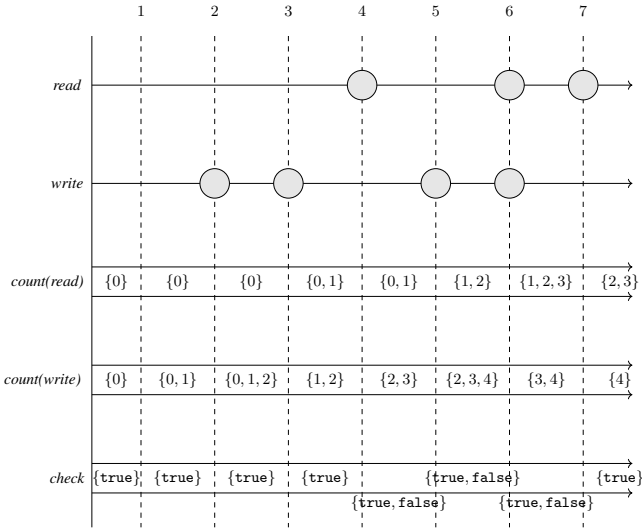 1 2 3 4 5 6 7
read
write
count(read) {0} {0} {0} {0, 1} {0, 1} {1, 2} {1, 2, 3} {2, 3}
count(write) {0} {0, 1} {0, 1, 2} {1, 2} {2, 3} {2, 3, 4} {3, 4} {4}
check {true} {true} {true} {true} {true, false} {true}
{true, false} {true, false}